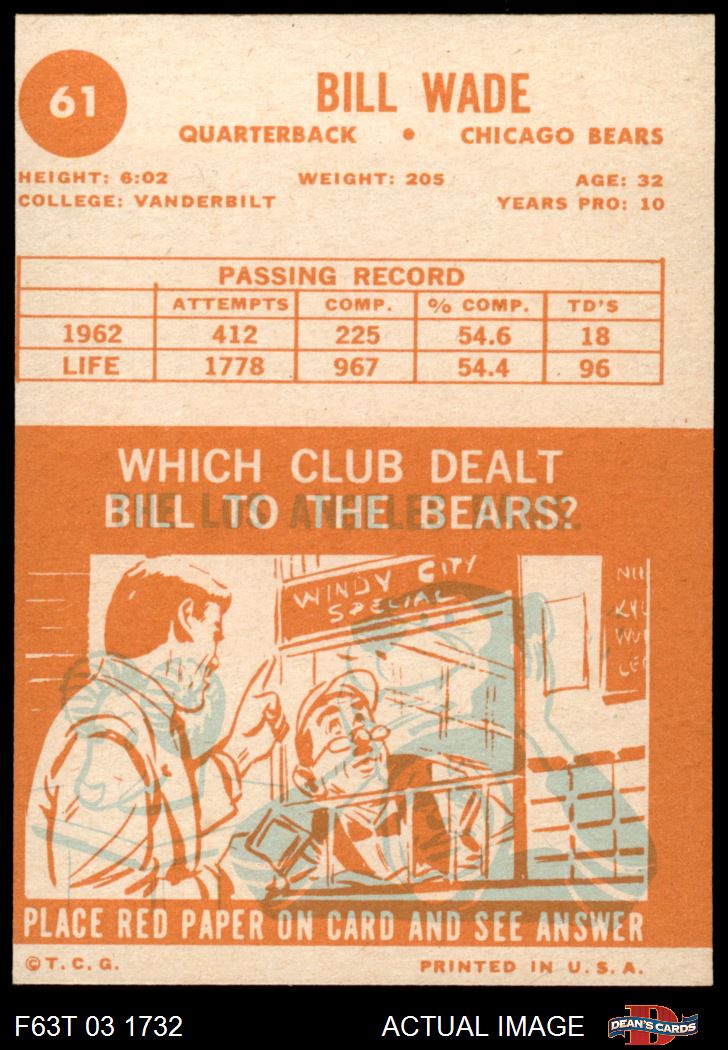 61
BILL WADE
QUARTERBACK • CHICAGO BEARS
HEIGHT: 6:02 WEIGHT: 205 AGE: 32
COLLEGE: VANDERBILT YEARS PRO: 10
PASSING RECORD
ATTEMPTS COMP. % COMP. TD'S
1962 412 225 54.6 18
LIFE 1778 967 54.4 96
WHICH CLUB DEALT
BILL TO THE BEARS?
THE LOS ANGELES
WINDY CITY
SPECIAL
PLACE RED PAPER ON CARD AND SEE ANSWER
© T. C. G. PRINTED IN U. S. A.
F63T 03 1732 ACTUAL IMAGE DEAN'S CARDS